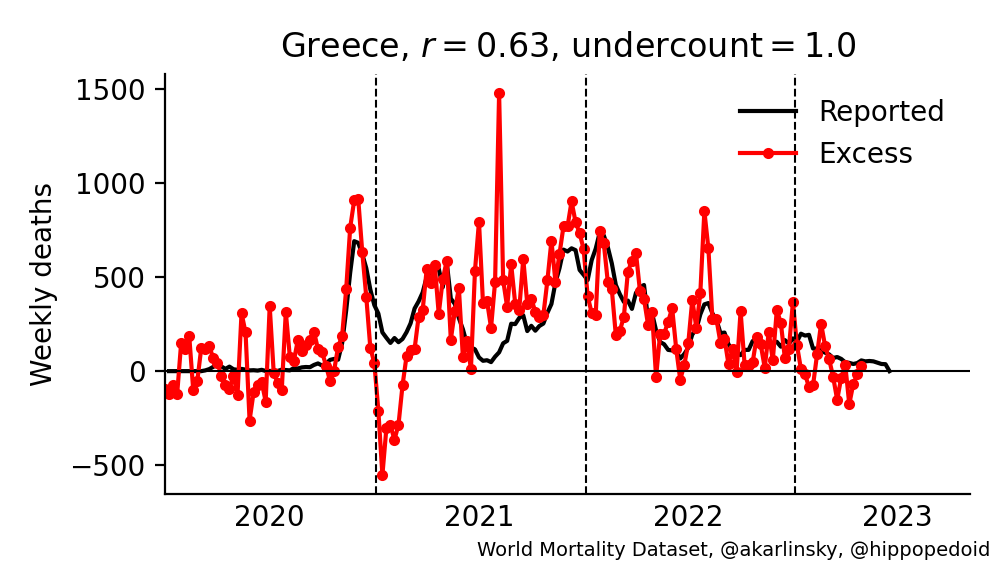 Greece, r = 0.63, undercount = 1.0
1500
1000
500
0
−500
Weekly deaths
Reported
Excess
2020 2021 2022 2023
World Mortality Dataset, @akarlinsky, @hippopedoid